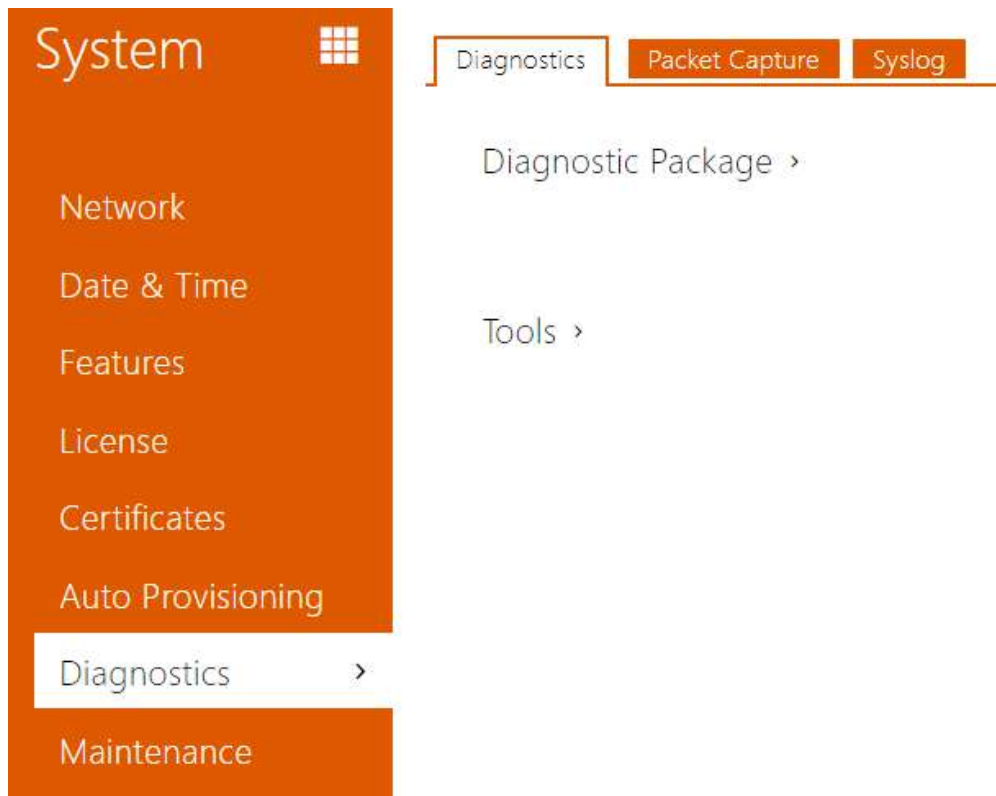 System
Network
Date & Time
Features
License
Certificates
Auto Provisioning
Diagnostics
Maintenance
Diagnostics Packet Capture Syslog
Diagnostic Package
Tools